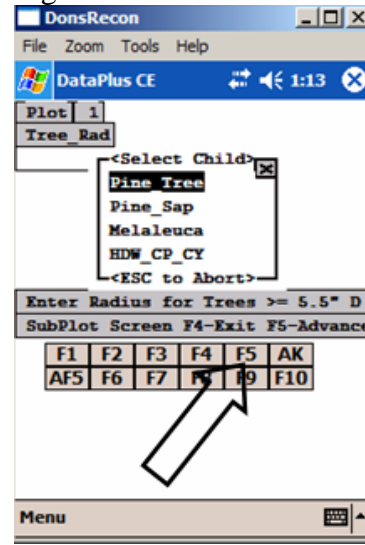 DonsRecon
File Zoom Tools Help
DataPlus CE 1:13
Plot 1
Tree_Rad
<Select Child>
Pine_Tree
Pine_Sap
Melaleuca
HDW_CP_CY
<ESC to Abort>
Enter Radius for Trees >= 5.5" D
SubPlot Screen F4-Exit F5-Advance
F1 F2 F3 F4 F5 AK
AF5 F6 F7 F8 F9 F10
Menu